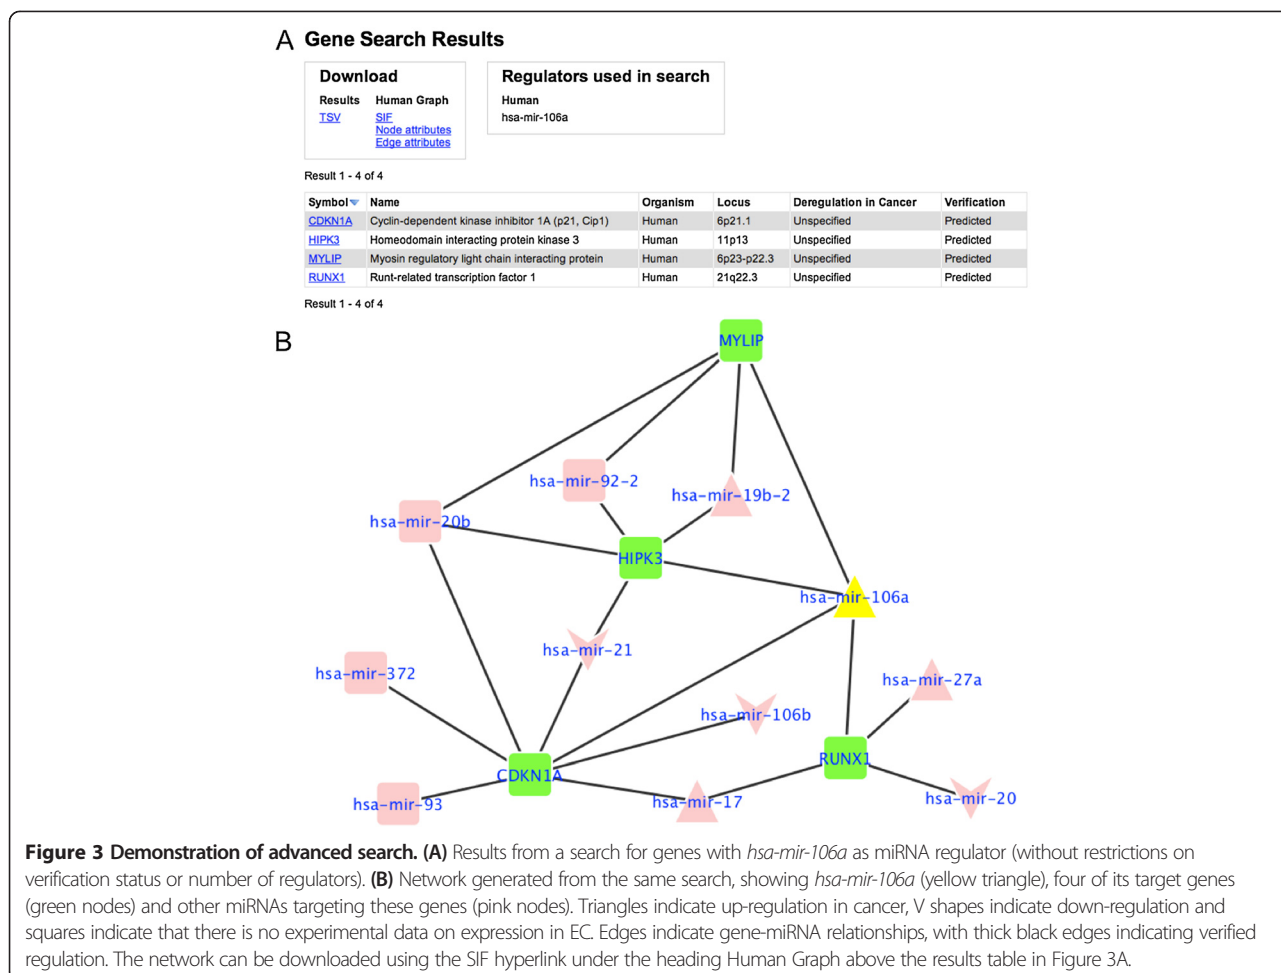 A Gene Search Results
Download
Results Human Graph
TSV SIF
Node attributes
Edge attributes
Regulators used in search
Human
hsa-mir-106a
Result 1 - 4 of 4
Symbol Name Organism Locus Deregulation in Cancer Verification
CDKN1A Cyclin-dependent kinase inhibitor 1A (p21, Cip1) Human 6p21.1 Unspecified Predicted
HIPK3 Homeodomain interacting protein kinase 3 Human 11p13 Unspecified Predicted
MYLIP Myosin regulatory light chain interacting protein Human 6p23-p22.3 Unspecified Predicted
RUNX1 Runt-related transcription factor 1 Human 21q22.3 Unspecified Predicted
Result 1 - 4 of 4
B
MYLIP
hsa-mir-92-2
hsa-mir-19b-2
hsa-mir-20b
HIPK3
hsa-mir-106a
hsa-mir-21
hsa-mir-372
hsa-mir-27a
hsa-mir-106b
RUNX1
CDKN1A
hsa-mir-93
hsa-mir-17
hsa-mir-20
Figure 3 Demonstration of advanced search. (A) Results from a search for genes with hsa-mir-106a as miRNA regulator (without restrictions on
verification status or number of regulators). (B) Network generated from the same search, showing hsa-mir-106a (yellow triangle), four of its target genes
(green nodes) and other miRNAs targeting these genes (pink nodes). Triangles indicate up-regulation in cancer, V shapes indicate down-regulation and
squares indicate that there is no experimental data on expression in EC. Edges indicate gene-miRNA relationships, with thick black edges indicating verified
regulation. The network can be downloaded using the SIF hyperlink under the heading Human Graph above the results table in Figure 3A.